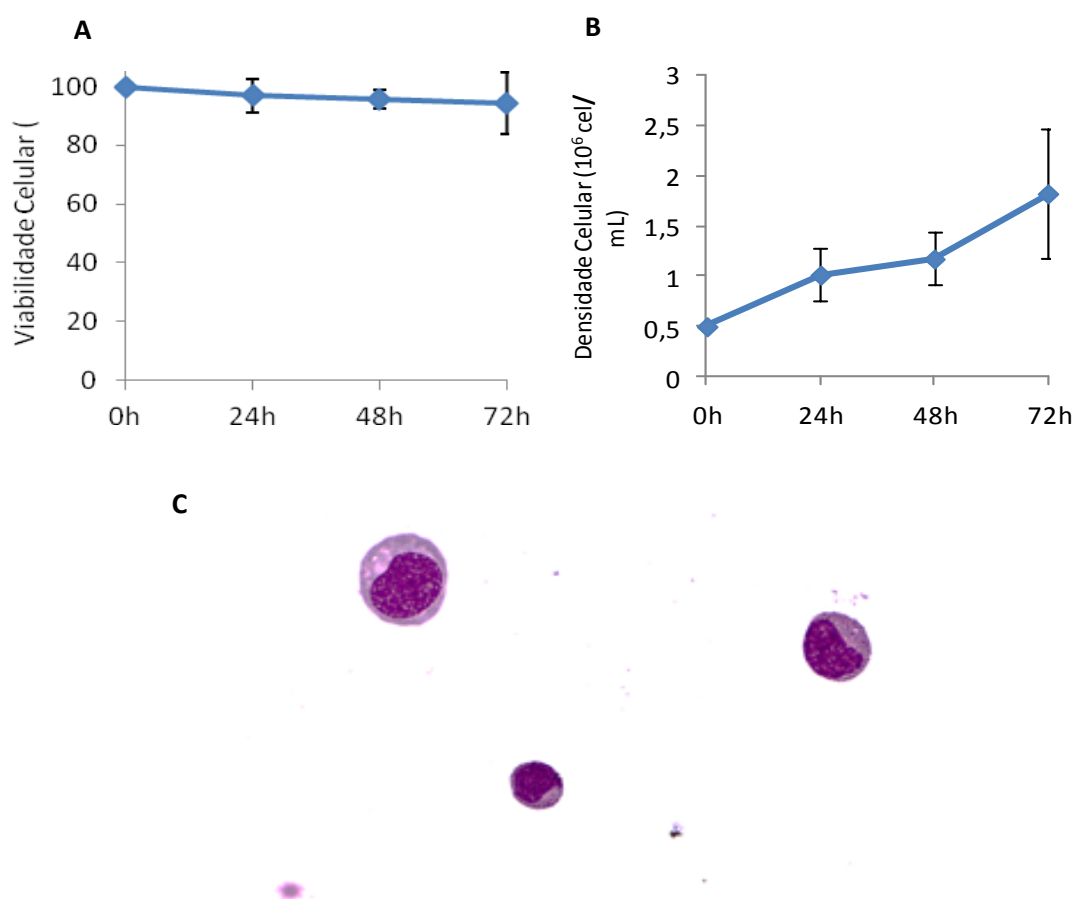 A
Viabilidade Celular (
100
80
60
40
20
0
0h 24h 48h 72h
B
Densidade Celular (10⁶ cel/
mL)
3
2,5
2
1,5
1
0,5
0
0h 24h 48h 72h
C